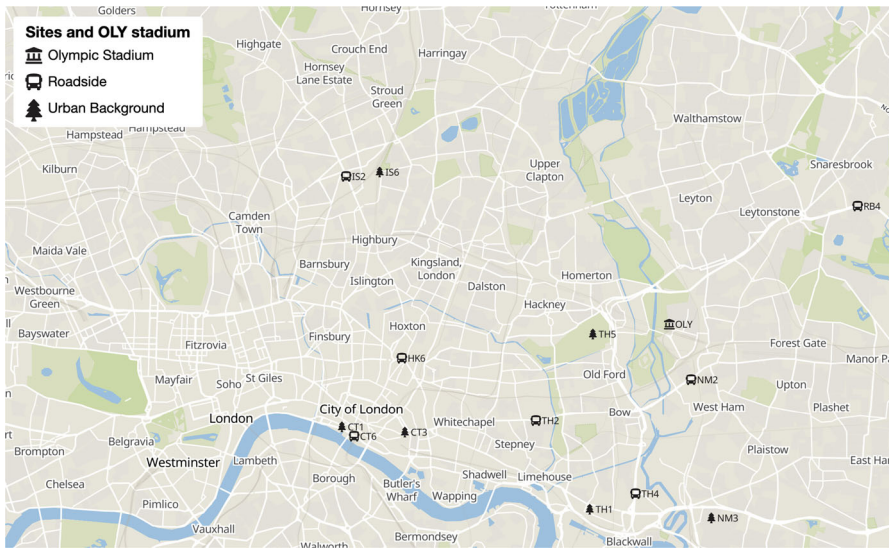 Sites and OLY stadium
Olympic Stadium
Roadside
Urban Background
Golders
Hornsey
Highgate
Crouch End
Harringay
Hornsey
Lane Estate
Stroud
Green
Walthamstow
Hampstead
Hampstead
Kilburn
IS2
IS6
Upper
Clapton
Snaresbrook
Leyton
Leytonstone
RB4
Camden
Town
Highbury
Maida Vale
Barnsbury
Kingsland,
London
Islington
Dalston
Homerton
Westbourne
Green
Hackney
Bayswater
Fitzrovia
Finsbury
Hoxton
OLY
TH5
Forest Gate
HK6
Manor
Mayfair
Soho
St Giles
Old Ford
NM2
Upton
London
City of London
Bow
West Ham
Plashet
CT1
CT6
CT3
Whitechapel
TH2
Belgravia
Stepney
Brompton
Plaistow
Westminster
Lambeth
East
Chelsea
Borough
Butler's
Wharf
Shadwell
Wapping
Limehouse
TH4
Pimlico
TH1
NM3
Vauxhall
Bermondsey
Blackwall
Walworth